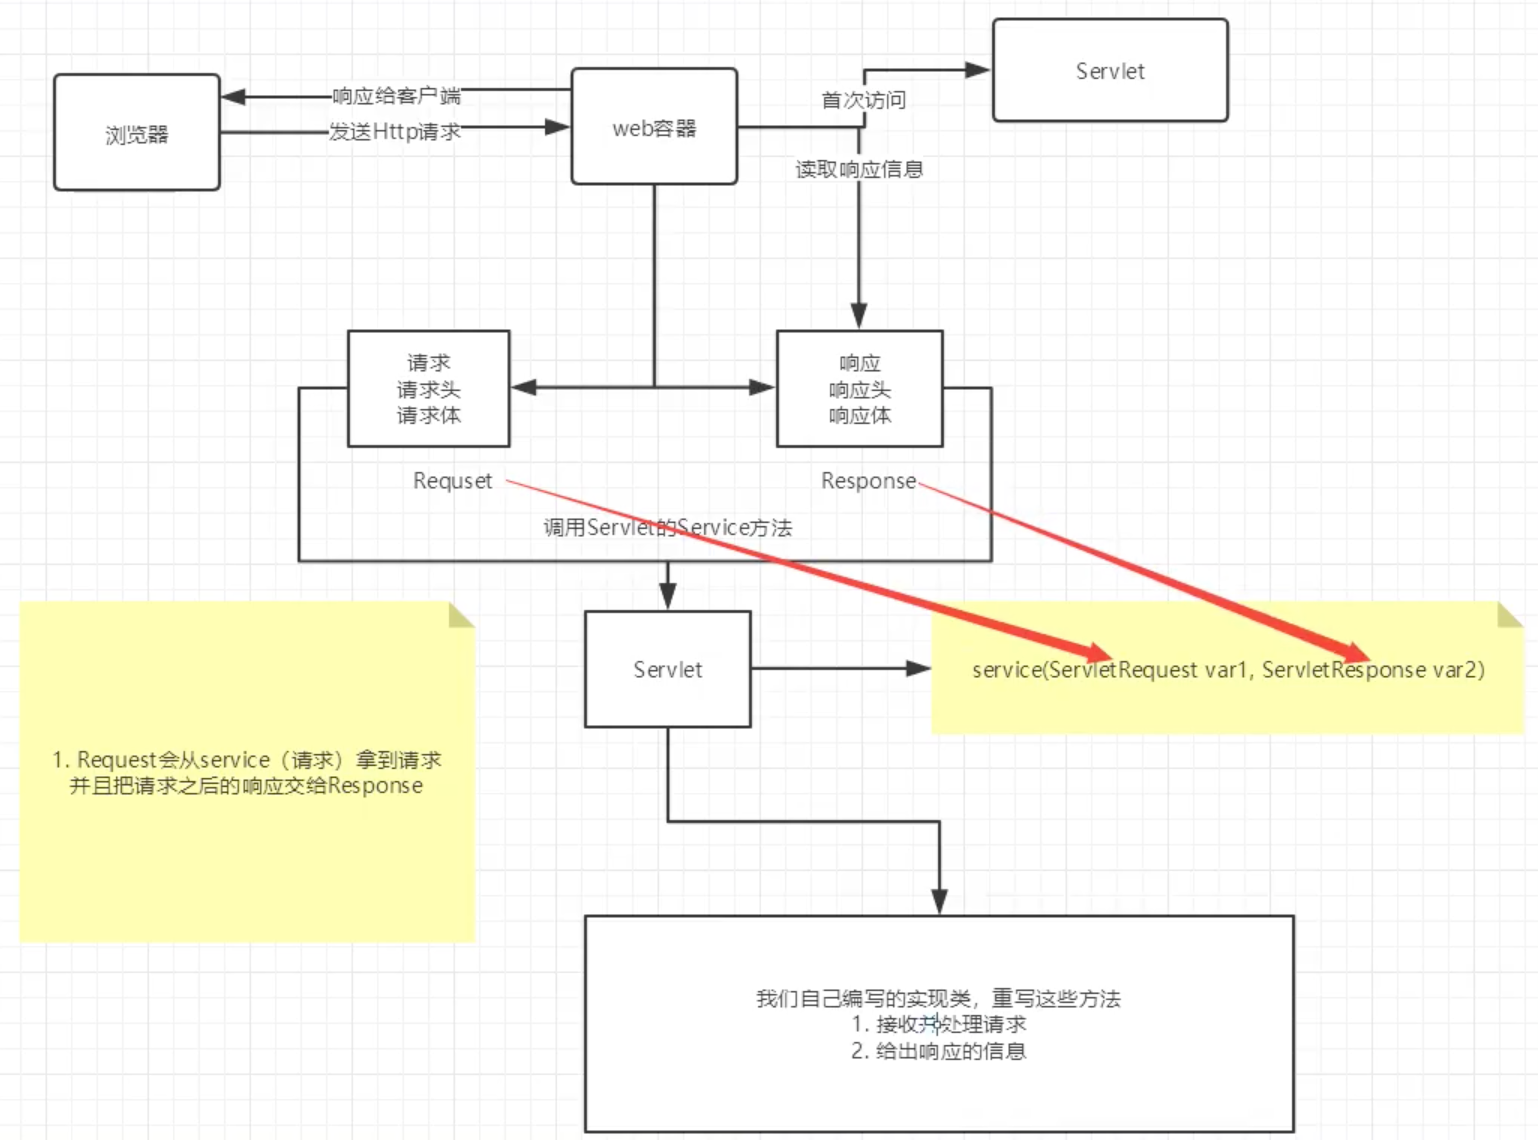 Servlet
浏览器
响应给客户端
发送Http请求
web容器
首次访问
读取响应信息
请求
请求头
请求体
响应
响应头
响应体
Requset
Response
调用Servlet的Service方法
Servlet
service(ServletRequest var1, ServletResponse var2)
1. Request会从service（请求）拿到请求
并且把请求之后的响应交给Response
我们自己编写的实现类，重写这些方法
1. 接收并处理请求
2. 给出响应的信息